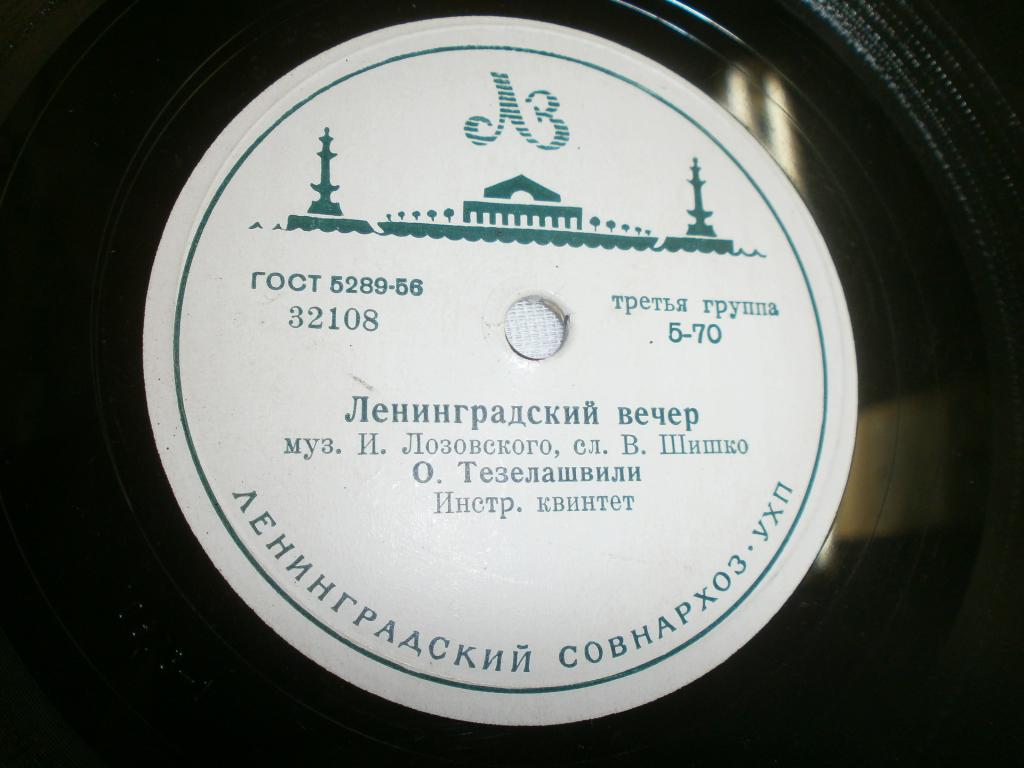 ЛЗ
ГОСТ 5289-56
32108
третья группа
5-70
Ленинградский вечер
муз. И. Лозовского, сл. В. Шишко
О. Тезелашвили
Инстр. квинтет
ЛЕНИНГРАДСКИЙ СОВНАРХОЗ · УХП